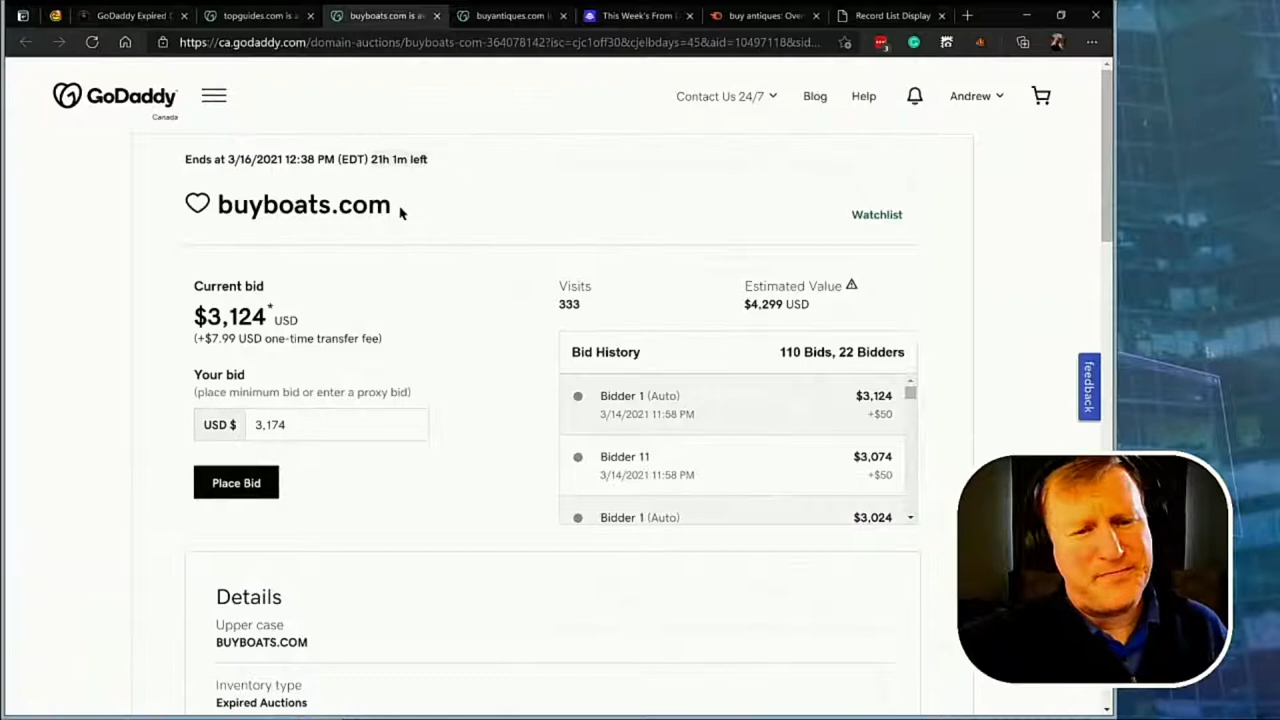 GoDaddy Expired D
topguides.com is a
buyboats.com is a
buyantiques.com i
This Week's From D
buy antiques: Over
Record List Display
https://ca.godaddy.com/domain-auctions/buyboats-com-364078142?isc=cjc1off30&cjelbdays=45&aid=10497118&sid...
GoDaddy
Canada
Contact Us 24/7
Blog
Help
Andrew
Ends at 3/16/2021 12:38 PM (EDT) 21h 1m left
buyboats.com
Watchlist
Current bid
$3,124* USD
(+$7.99 USD one-time transfer fee)
Visits
333
Estimated Value
$4,299 USD
Your bid
(place minimum bid or enter a proxy bid)
USD $ 3,174
Place Bid
Bid History
110 Bids, 22 Bidders
Bidder 1 (Auto) $3,124
3/14/2021 11:58 PM +$50
Bidder 11 $3,074
3/14/2021 11:58 PM +$50
Bidder 1 (Auto) $3,024
feedback
Details
Upper case
BUYBOATS.COM
Inventory type
Expired Auctions